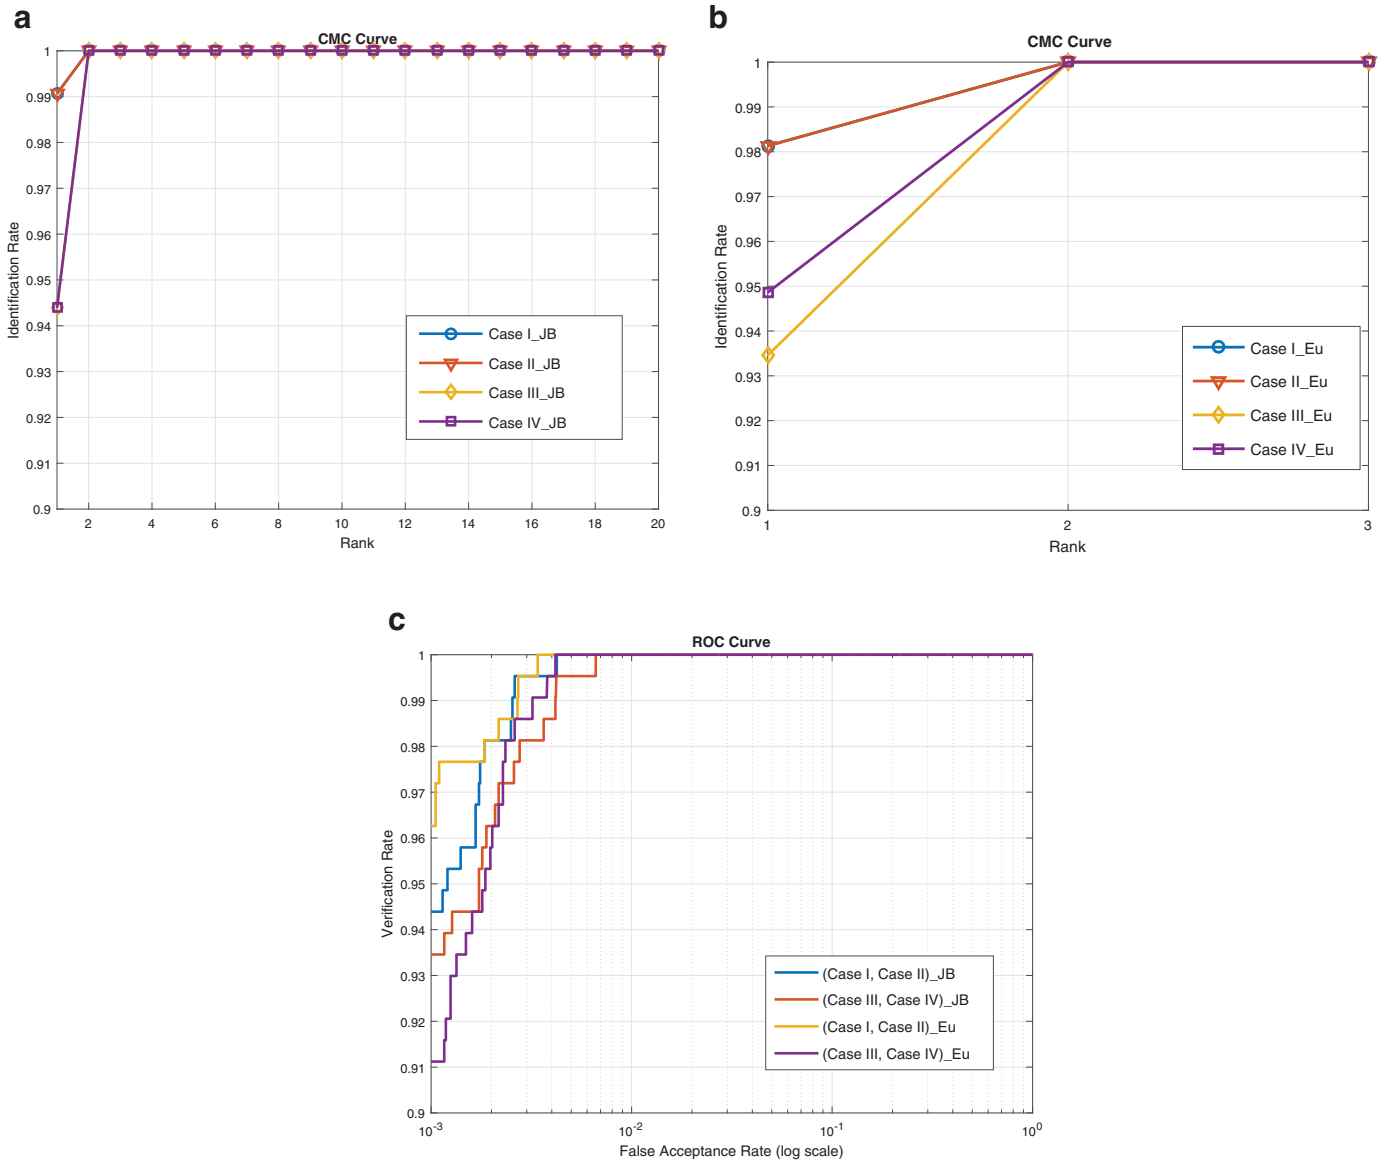 a
CMC Curve
1
0.99
0.98
0.97
0.96
0.95
0.94
0.93
0.92
0.91
0.9
Identification Rate
2 4 6 8 10 12 14 16 18 20
Rank
Case I_JB
Case II_JB
Case III_JB
Case IV_JB
b
CMC Curve
1
0.99
0.98
0.97
0.96
0.95
0.94
0.93
0.92
0.91
0.9
Identification Rate
1 2 3
Rank
Case I_Eu
Case II_Eu
Case III_Eu
Case IV_Eu
c
ROC Curve
1
0.99
0.98
0.97
0.96
0.95
0.94
0.93
0.92
0.91
0.9
Verification Rate
10-3 10-2 10-1 100
False Acceptance Rate (log scale)
(Case I, Case II)_JB
(Case III, Case IV)_JB
(Case I, Case II)_Eu
(Case III, Case IV)_Eu